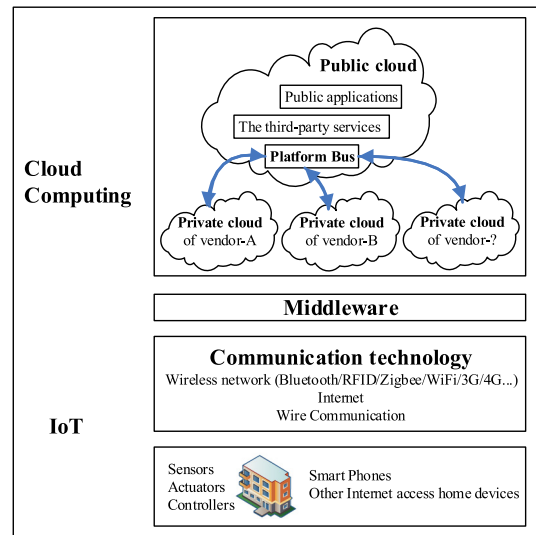 Public cloud
Public applications
The third-party services
Platform Bus
Cloud
Computing
Private cloud
of vendor-A
Private cloud
of vendor-B
Private cloud
of vendor-?
Middleware
Communication technology
Wireless network (Bluetooth/RFID/Zigbee/WiFi/3G/4G...)
Internet
Wire Communication
IoT
Sensors
Actuators
Controllers
Smart Phones
Other Internet access home devices